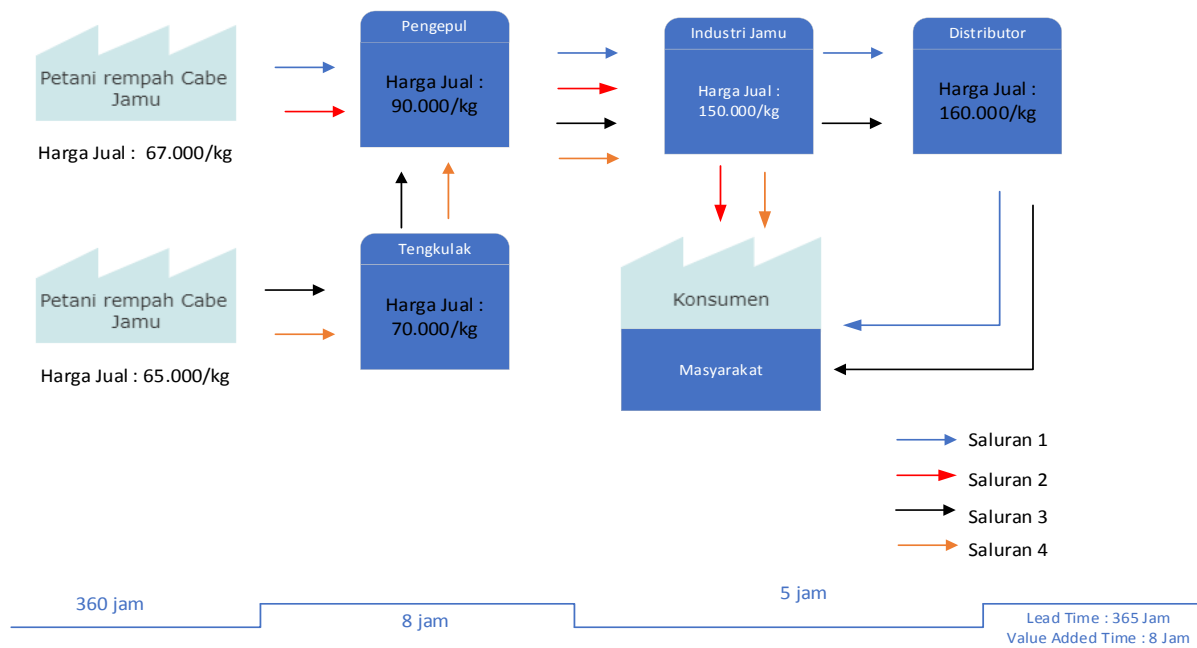 Petani rempah Cabe
Jamu
Harga Jual :  67.000/kg
Pengepul
Harga Jual :
90.000/kg
Industri Jamu
Harga Jual :
150.000/kg
Distributor
Harga Jual :
160.000/kg
Petani rempah Cabe
Jamu
Harga Jual : 65.000/kg
Tengkulak
Harga Jual :
70.000/kg
Konsumen
Masyarakat
Saluran 1
Saluran 2
Saluran 3
Saluran 4
360 jam
8 jam
5 jam
Lead Time : 365 Jam
Value Added Time : 8 Jam